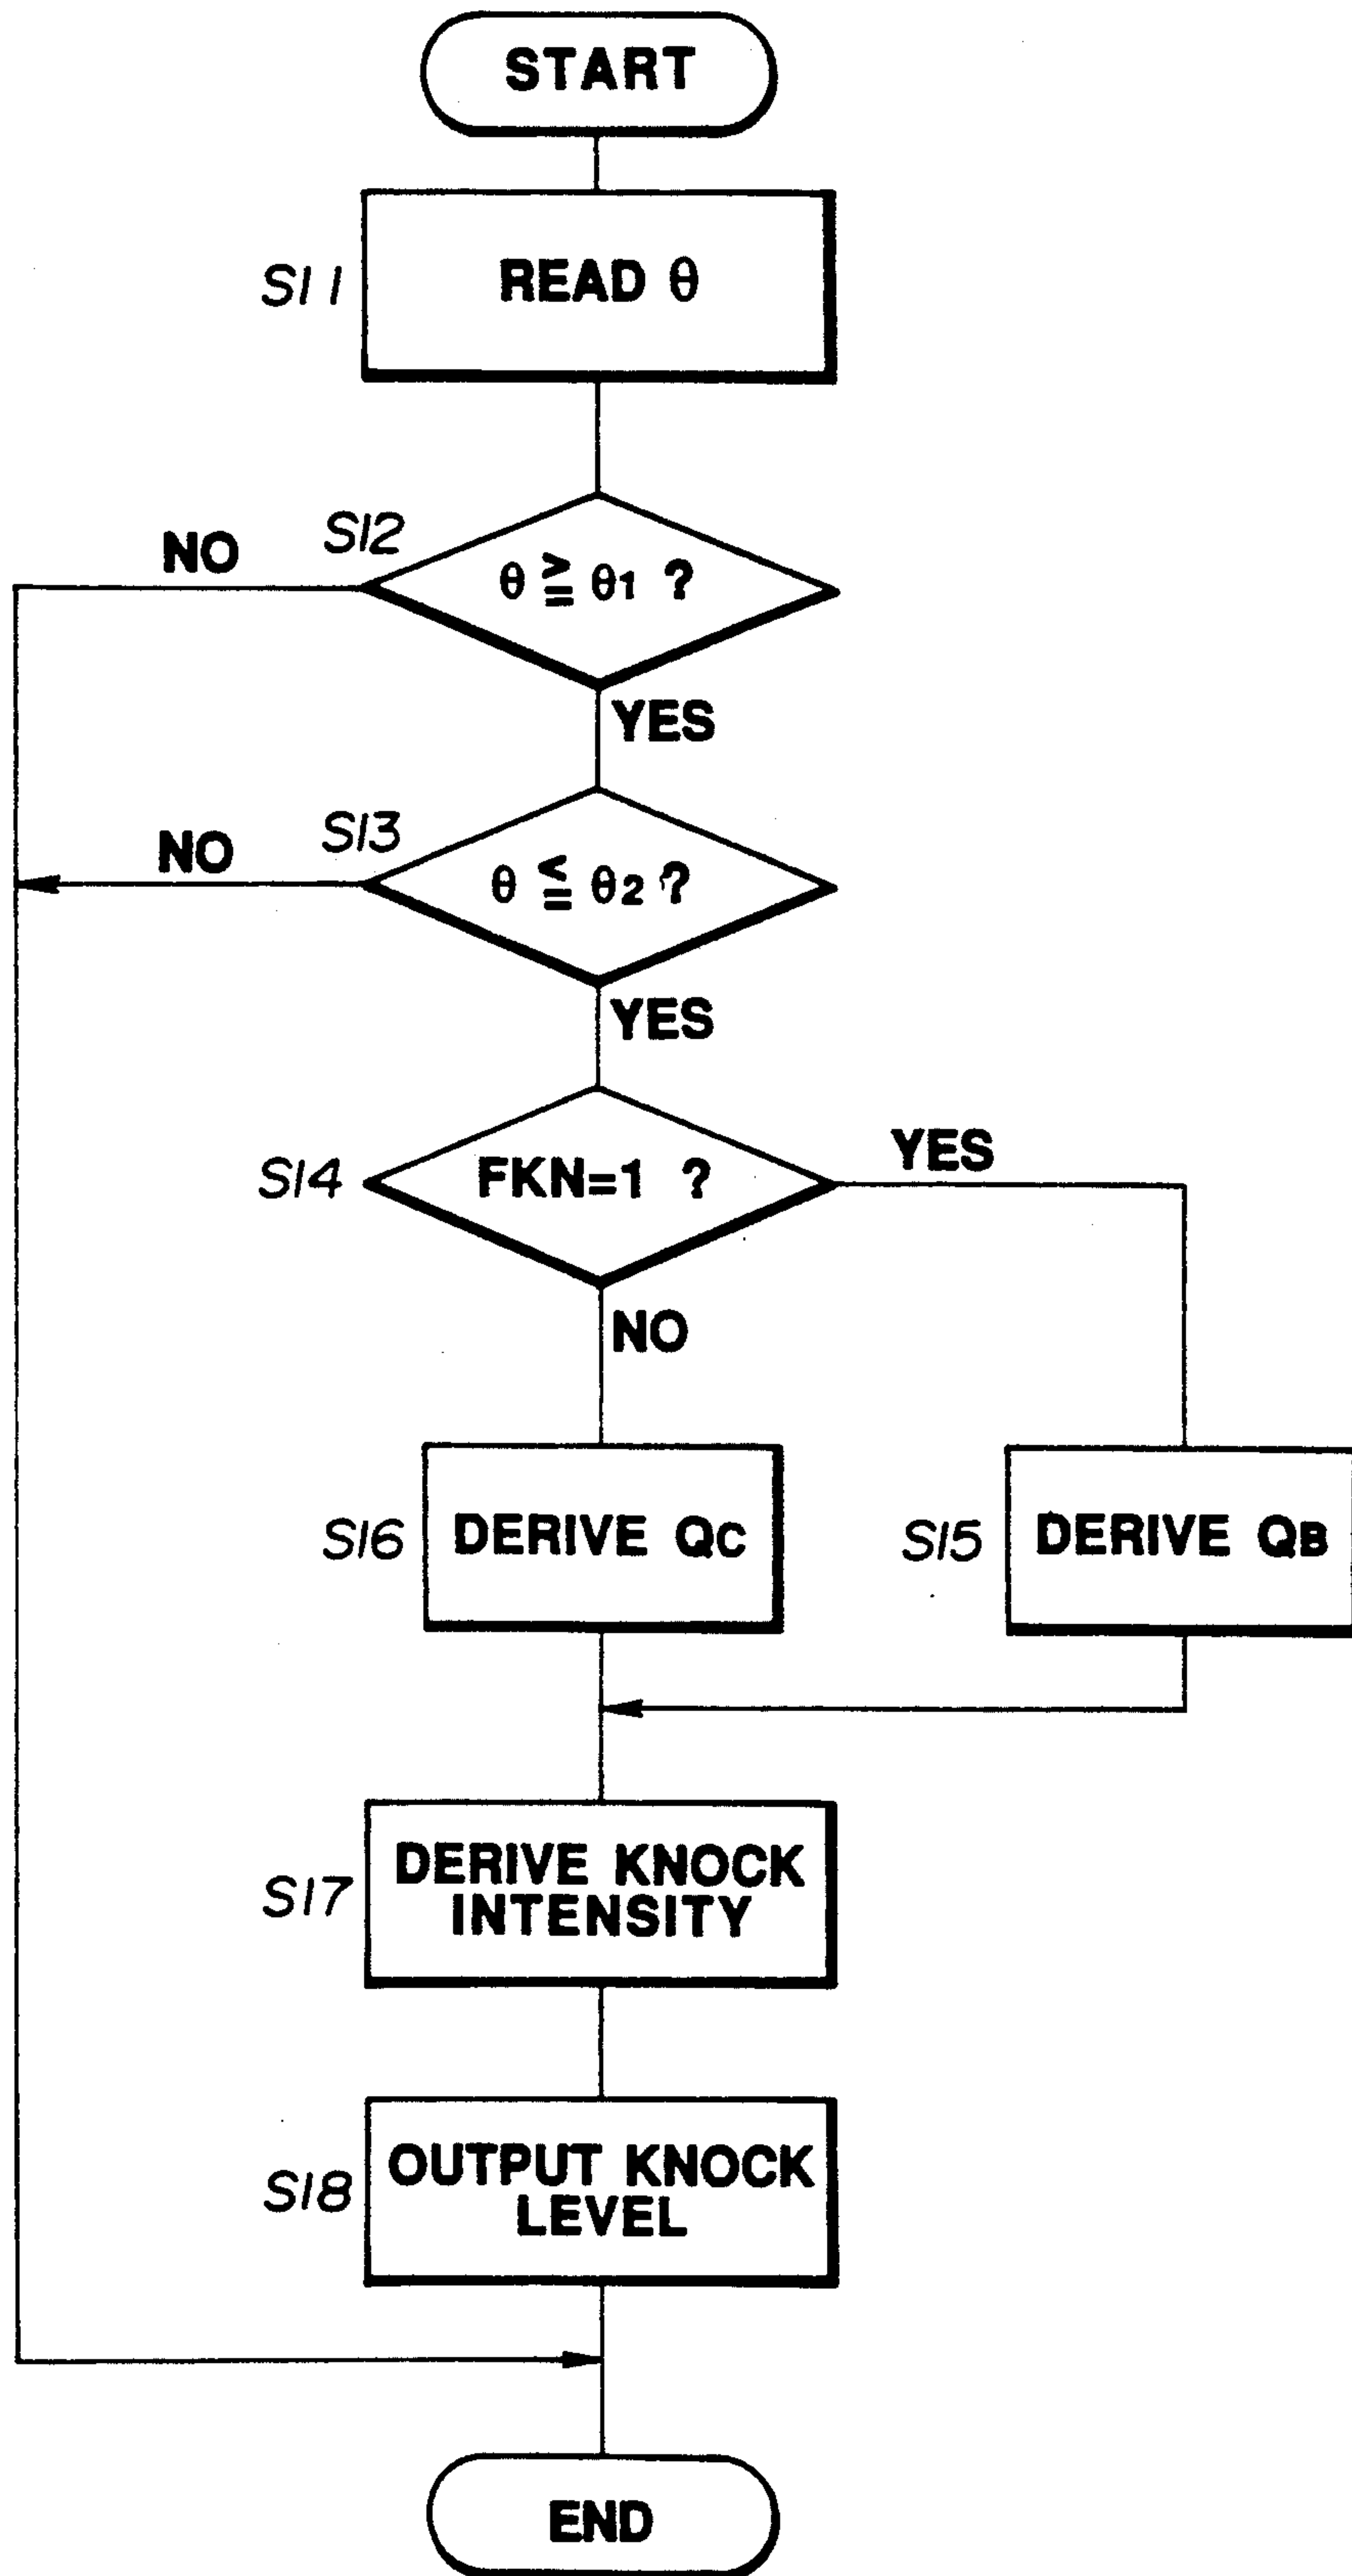 START
S11
READ θ
NO
S12
θ ≧ θ1 ?
YES
NO
S13
θ ≦ θ2 ?
YES
S14
FKN=1 ?
YES
NO
S16
DERIVE QC
S15
DERIVE QB
S17
DERIVE KNOCK
INTENSITY
S18
OUTPUT KNOCK
LEVEL
END